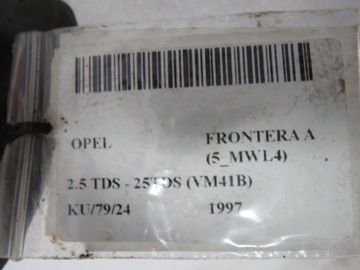 OPEL FRONTERA A
(5_MWL4)
2.5 TDS - 25TDS (VM41B)
KU/79/24 1997